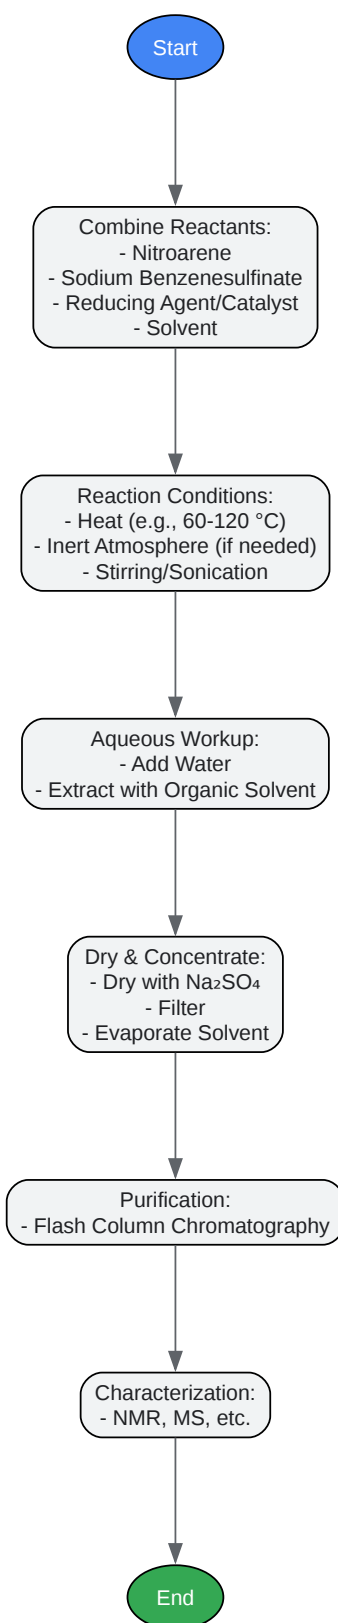 Start
Combine Reactants:
- Nitroarene
- Sodium Benzenesulfinate
- Reducing Agent/Catalyst
- Solvent
Reaction Conditions:
- Heat (e.g., 60-120 °C)
- Inert Atmosphere (if needed)
- Stirring/Sonication
Aqueous Workup:
- Add Water
- Extract with Organic Solvent
Dry & Concentrate:
- Dry with Na₂SO₄
- Filter
- Evaporate Solvent
Purification:
- Flash Column Chromatography
Characterization:
- NMR, MS, etc.
End